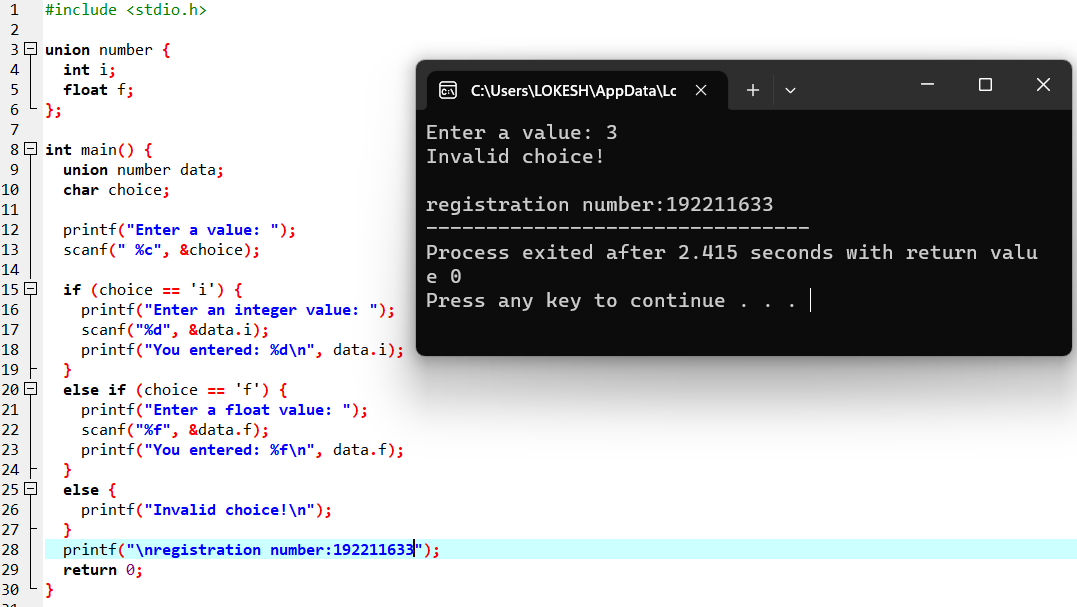 1 #include <stdio.h>
2
3 union number {
4 int i;
5 float f;
6 };
7
8 int main() {
9 union number data;
10 char choice;
11
12 printf("Enter a value: ");
13 scanf(" %c", &choice);
14
15 if (choice == 'i') {
16 printf("Enter an integer value: ");
17 scanf("%d", &data.i);
18 printf("You entered: %d\n", data.i);
19 }
20 else if (choice == 'f') {
21 printf("Enter a float value: ");
22 scanf("%f", &data.f);
23 printf("You entered: %f\n", data.f);
24 }
25 else {
26 printf("Invalid choice!\n");
27 }
28 printf("\nregistration number:192211633");
29 return 0;
30 }
C:\Users\LOKESH\AppData\Lo
Enter a value: 3
Invalid choice!

registration number:192211633
--------------------------------
Process exited after 2.415 seconds with return valu
e 0
Press any key to continue . . .